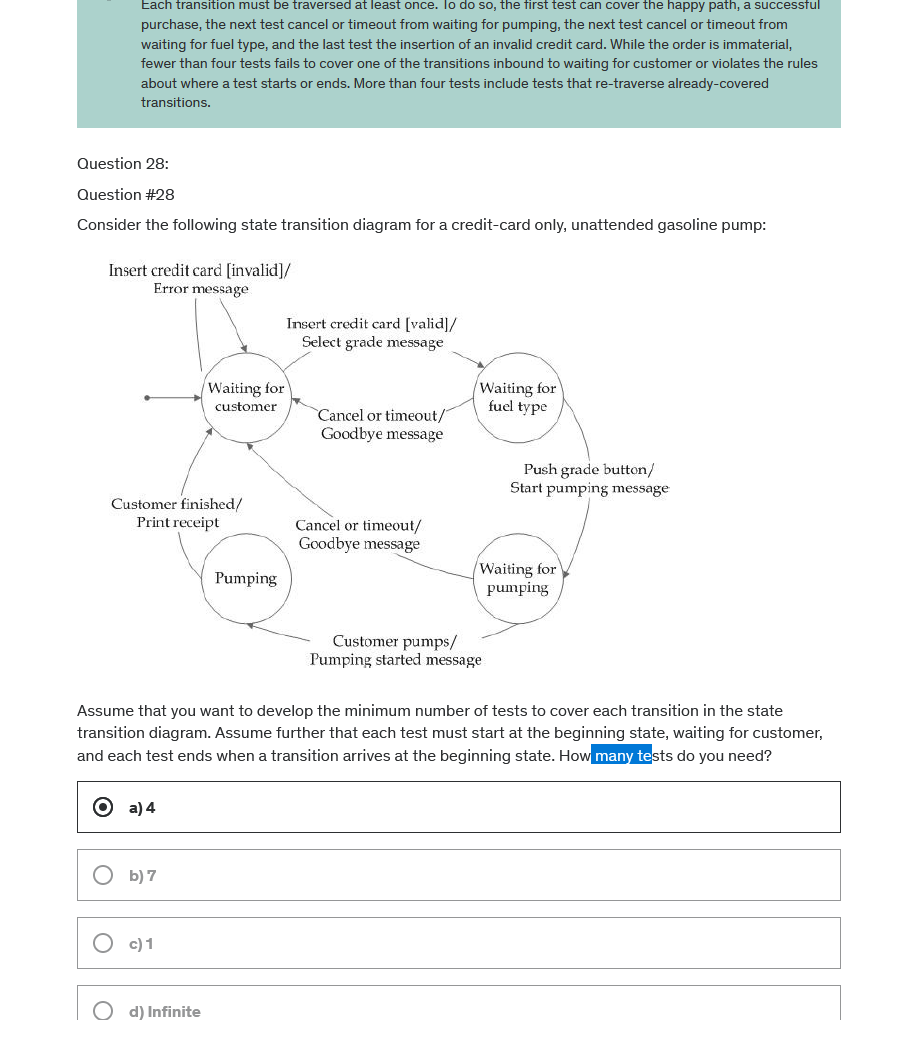 Each transition must be traversed at least once. To do so, the first test can cover the happy path, a successful
purchase, the next test cancel or timeout from waiting for pumping, the next test cancel or timeout from
waiting for fuel type, and the last test the insertion of an invalid credit card. While the order is immaterial,
fewer than four tests fails to cover one of the transitions inbound to waiting for customer or violates the rules
about where a test starts or ends. More than four tests include tests that re-traverse already-covered
transitions.
Question 28:
Question #28
Consider the following state transition diagram for a credit-card only, unattended gasoline pump:
Insert credit card [invalid]/
Error message
Insert credit card [valid]/
Select grade message
Waiting for
customer
Waiting for
fuel type
Cancel or timeout/
Goodbye message
Push grade button/
Start pumping message
Customer finished/
Print receipt
Cancel or timeout/
Goodbye message
Pumping
Waiting for
pumping
Customer pumps/
Pumping started message
Assume that you want to develop the minimum number of tests to cover each transition in the state
transition diagram. Assume further that each test must start at the beginning state, waiting for customer,
and each test ends when a transition arrives at the beginning state. How many tests do you need?
a) 4
b) 7
c) 1
d) Infinite